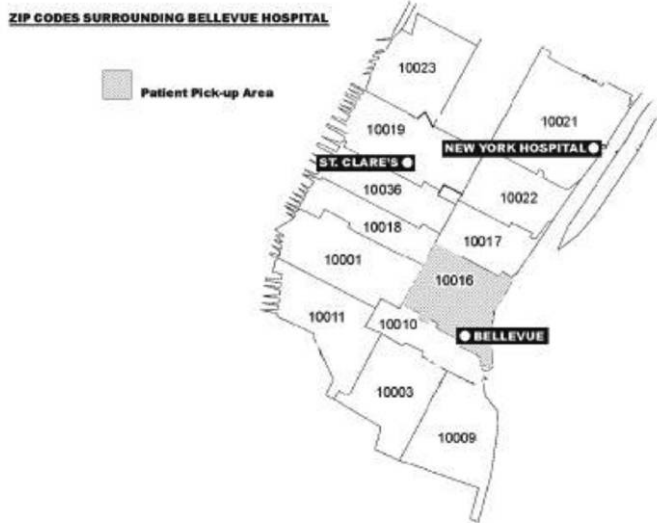 ZIP CODES SURROUNDING BELLEVUE HOSPITAL
Patient Pick-up Area
10023
10021
10019
NEW YORK HOSPITAL
ST. CLARE'S
10036
10022
10018
10017
10001
10016
10011
10010
BELLEVUE
10003
10009